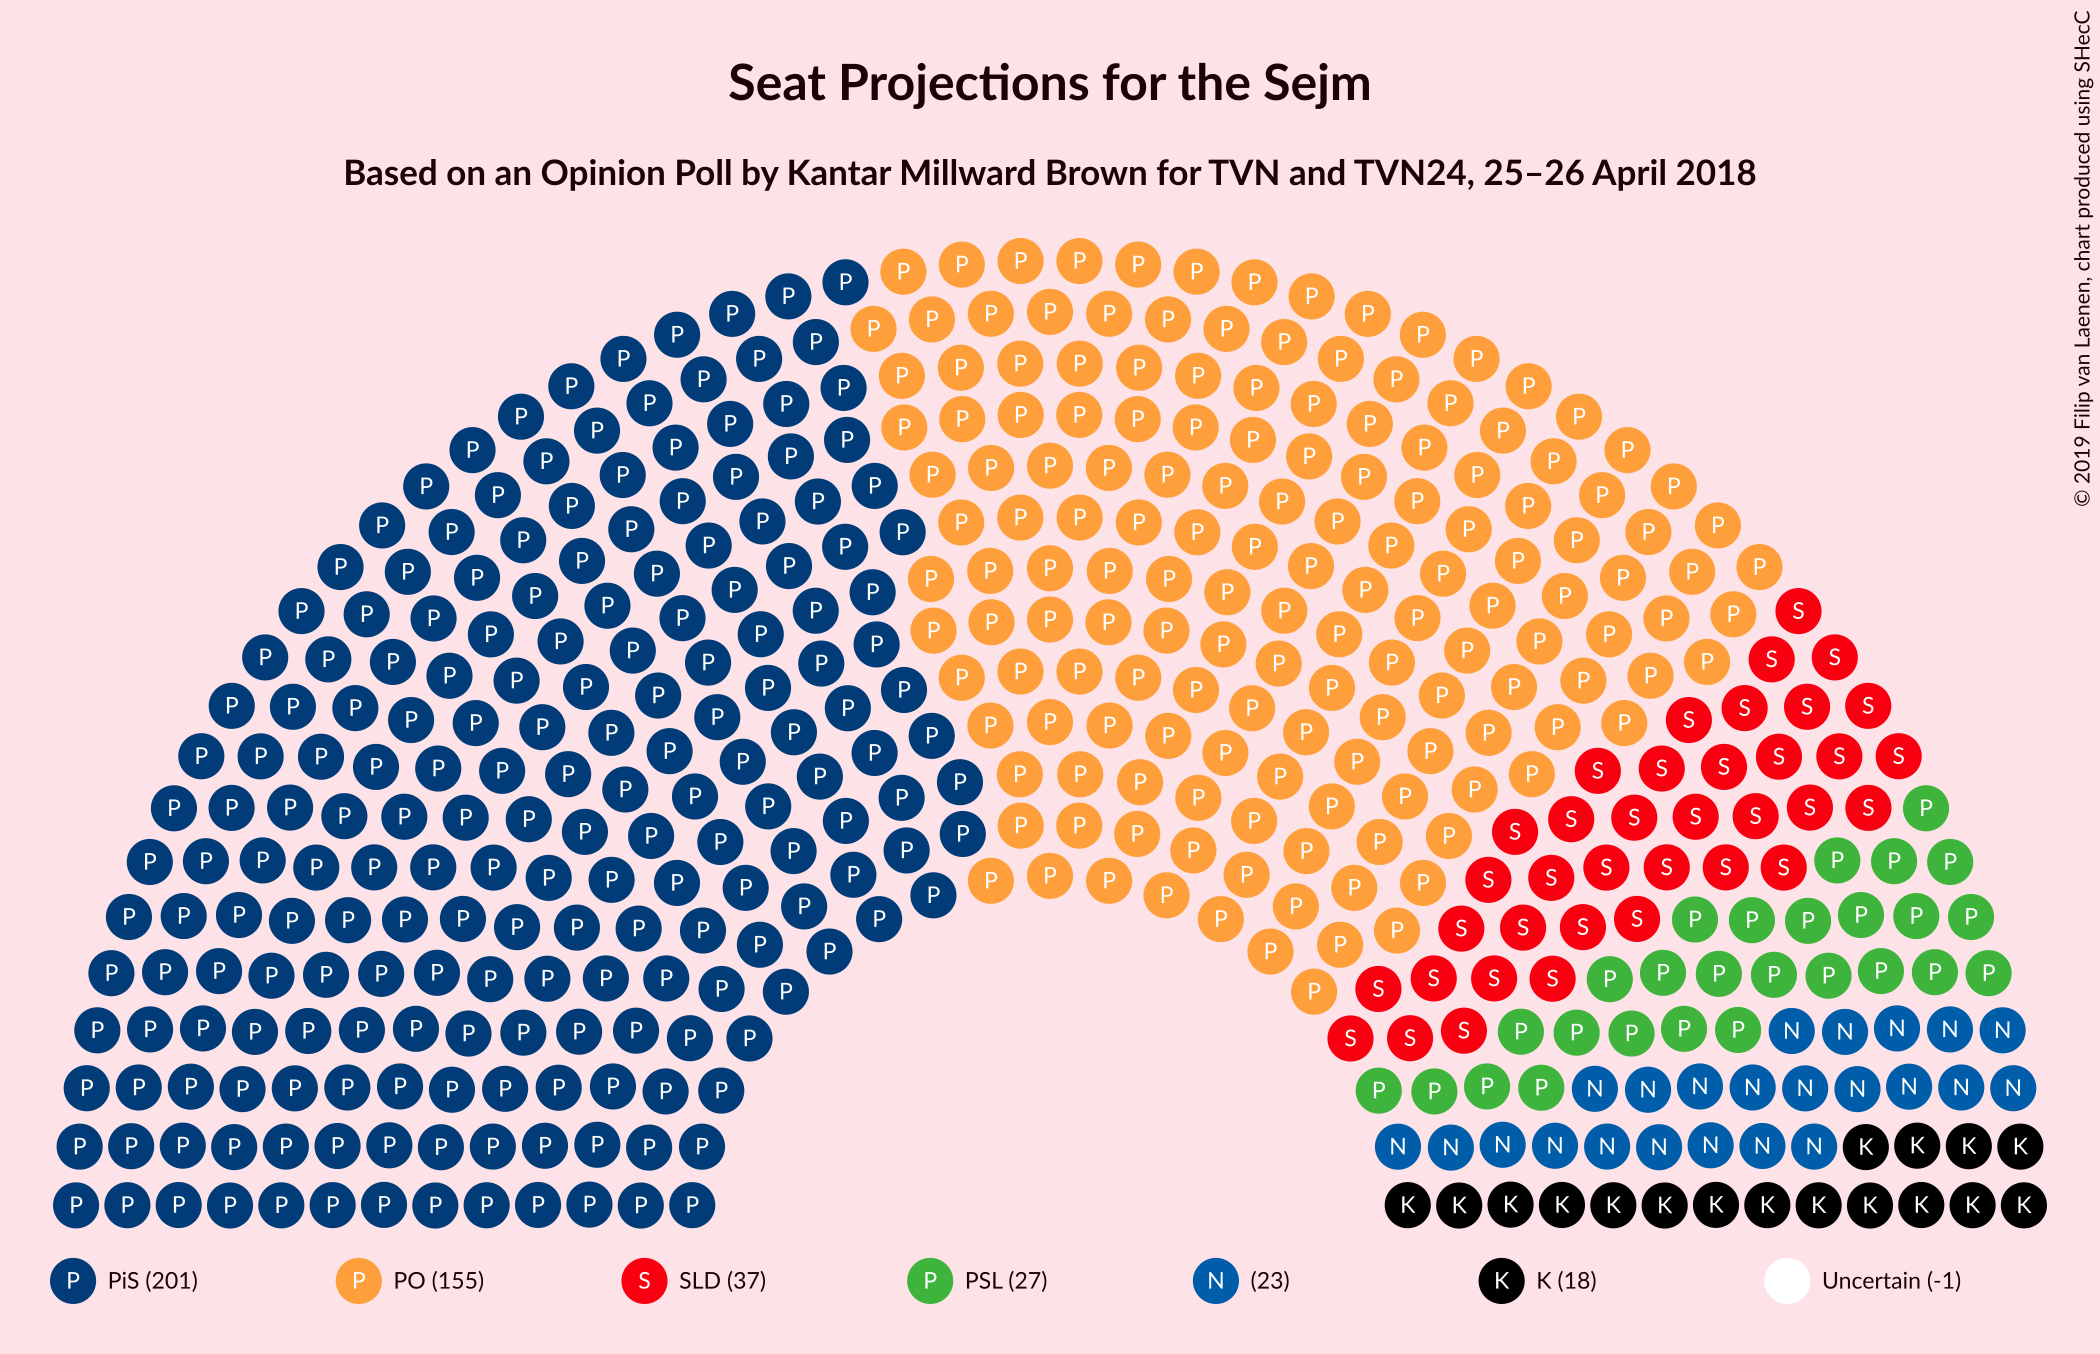 Seat Projections for the Sejm
Based on an Opinion Poll by Kantar Millward Brown for TVN and TVN24, 25–26 April 2018
© 2019 Filip van Laenen, chart produced using SHecC
P PiS (201) P PO (155) S SLD (37) P PSL (27) N (23) K K (18) Uncertain (-1)